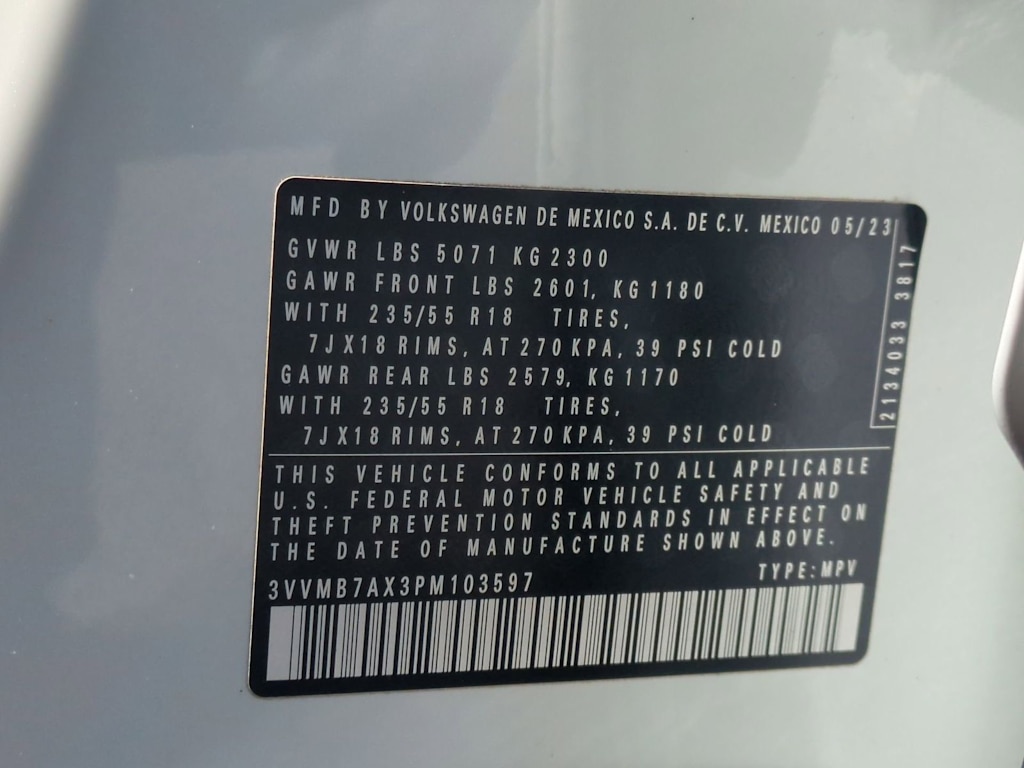 MFD BY VOLKSWAGEN DE MEXICO S.A. DE C.V. MEXICO 05/23
GVWR LBS 5071 KG 2300
GAWR FRONT LBS 2601, KG 1180
WITH 235/55 R18 TIRES,
7JX18 RIMS, AT 270 KPA, 39 PSI COLD
GAWR REAR LBS 2579, KG 1170
WITH 235/55 R18 TIRES,
7JX18 RIMS, AT 270 KPA, 39 PSI COLD
2134033 3817
THIS VEHICLE CONFORMS TO ALL APPLICABLE
U.S. FEDERAL MOTOR VEHICLE SAFETY AND
THEFT PREVENTION STANDARDS IN EFFECT ON
THE DATE OF MANUFACTURE SHOWN ABOVE.
3VVMB7AX3PM103597 TYPE: MPV